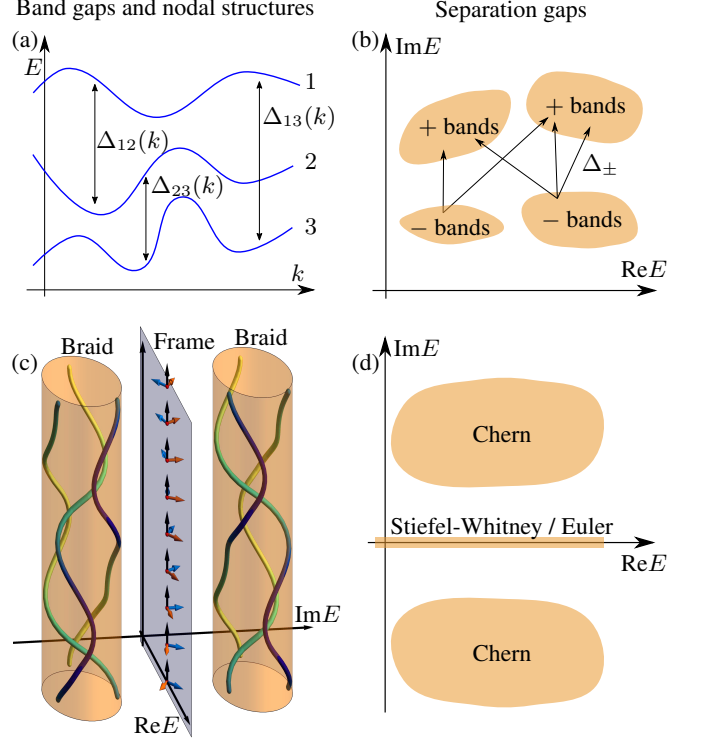 Band gaps and nodal structures
Separation gaps
(a)
E
1
Δ₁₂(k)
Δ₁₃(k)
2
Δ₂₃(k)
3
k
(b)
ImE
+ bands
+ bands
Δ±
− bands
− bands
ReE
(c)
Braid
Frame
Braid
ImE
ReE
(d)
ImE
Chern
Stiefel-Whitney / Euler
ReE
Chern